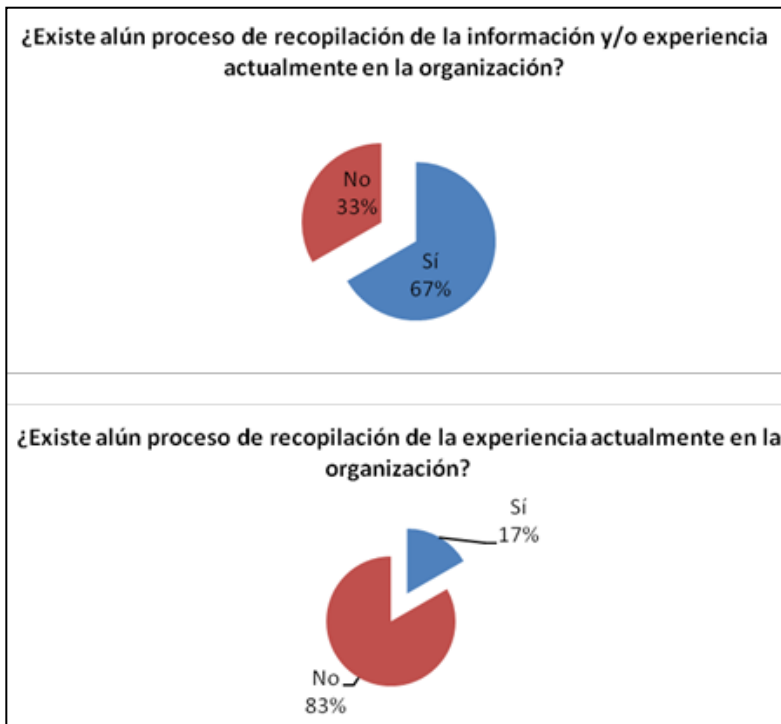 ¿Existe alún proceso de recopilación de la información y/o experiencia
actualmente en la organización?
No
33%
Sí
67%
¿Existe alún proceso de recopilación de la experiencia actualmente en la
organización?
Sí
17%
No
83%